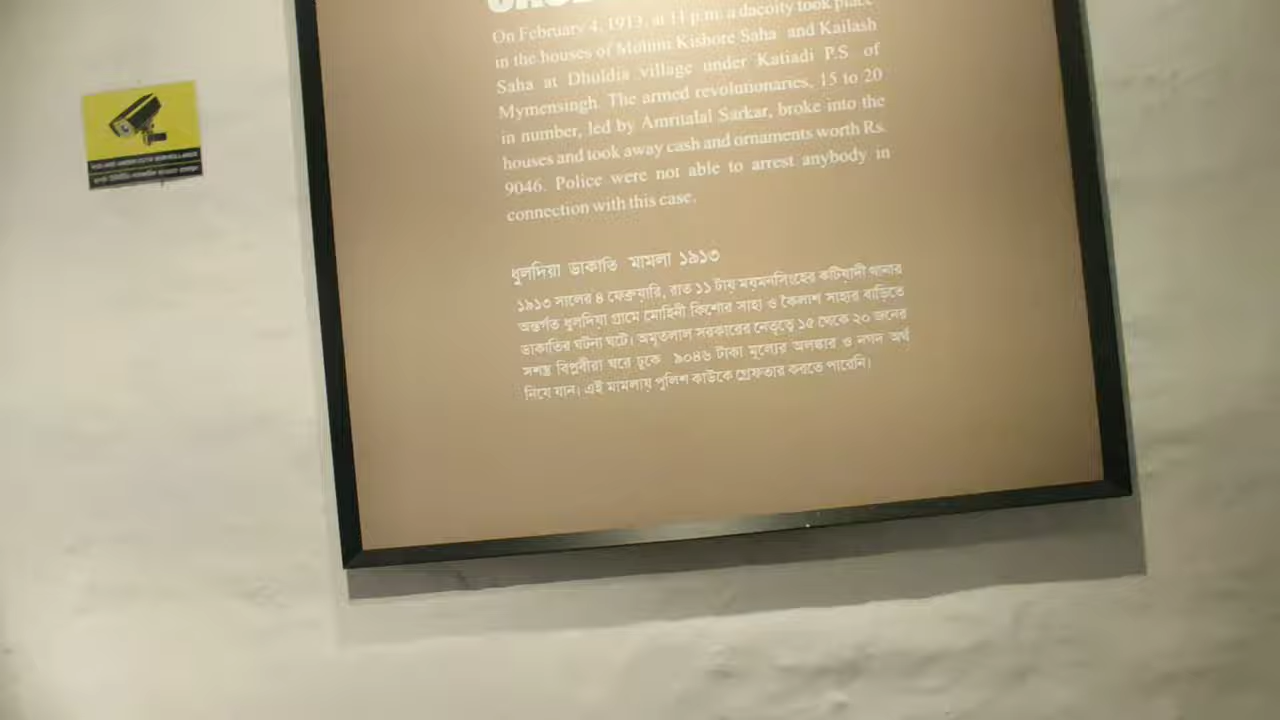 On February 4, 1913, at 11 p.m. a dacoity took place
in the houses of Mohini Kishore Saha and Kailash
Saha at Dhuldia village under Katiadi P.S. of
Mymensingh. The armed revolutionaries, 15 to 20
in number, led by Amritalal Sarkar, broke into the
houses and took away cash and ornaments worth Rs.
9046. Police were not able to arrest anybody in
connection with this case.
ধুলদিয়া ডাকাতি মামলা ১৯১৩
১৯১৩ সালের ৪ ফেব্রুয়ারি, রাত ১১ টায় ময়মনসিংহের কটিয়াদী থানার
অন্তর্গত ধুলদিয়া গ্রামে মোহিনী কিশোর সাহা ও কৈলাশ সাহার বাড়িতে
ডাকাতির ঘটনা ঘটে। অমৃতলাল সরকারের নেতৃত্বে ১৫ থেকে ২০ জনের
সশস্ত্র বিপ্লবীরা ঘরে ঢুকে ৯০৪৬ টাকা মূল্যের অলঙ্কার ও নগদ অর্থ
নিয়ে যান। এই মামলায় পুলিশ কাউকে গ্রেফতার করতে পারেনি।
YOU ARE UNDER CCTV SURVEILLANCE